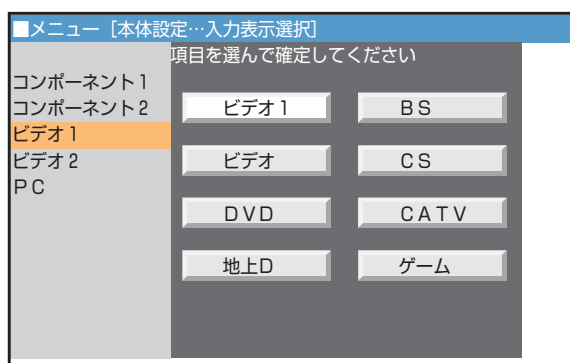 ■メニュー [本体設定…入力表示選択]
項目を選んで確定してください
コンポーネント1
コンポーネント2
ビデオ1
ビデオ2
PC
ビデオ1 BS
ビデオ CS
DVD CATV
地上D ゲーム